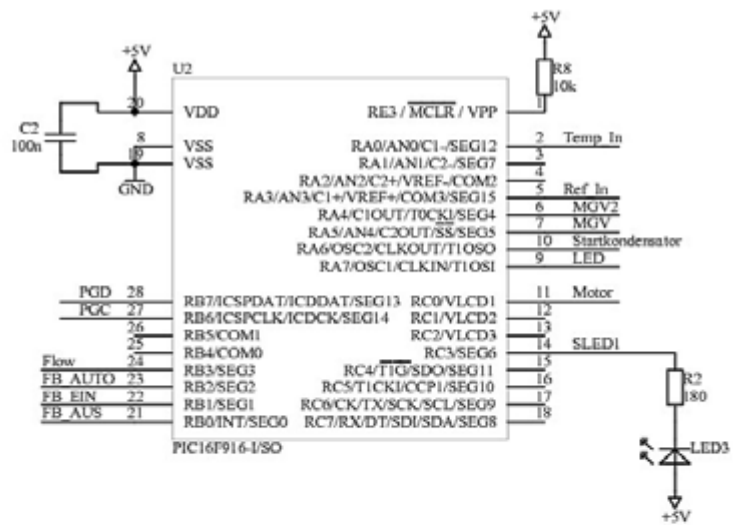 +5V
U2
+5V
R8
10k
20 VDD
RE3 / MCLR / VPP 1
C2
100n
8 VSS
19 VSS
GND
RA0/AN0/C1-/SEG12 2 Temp_In
RA1/AN1/C2-/SEG7 3
RA2/AN2/C2+/VREF-/COM2 4
RA3/AN3/C1+/VREF+/COM3/SEG15 5 Ref_In
RA4/C1OUT/T0CKI/SEG4 6 MGV2
RA5/AN4/C2OUT/SS/SEG5 7 MGV
RA6/OSC2/CLKOUT/T1OSO 10 Startkondensator
RA7/OSC1/CLKIN/T1OSI 9 LED
PGD 28 RB7/ICSPDAT/ICDDAT/SEG13 RC0/VLCD1 11 Motor
PGC 27 RB6/ICSPCLK/ICDCK/SEG14 RC1/VLCD2 12
26 RB5/COM1 RC2/VLCD3 13
25 RB4/COM0 RC3/SEG6 14 SLED1
Flow 24 RB3/SEG3 RC4/T1G/SDO/SEG11 15
FB_AUTO 23 RB2/SEG2 RC5/T1CKI/CCP1/SEG10 16
FB_EIN 22 RB1/SEG1 RC6/CK/TX/SCK/SCL/SEG9 17
FB_AUS 21 RB0/INT/SEG0 RC7/RX/DT/SDI/SDA/SEG8 18
PIC16F916-I/SO
R2
180
LED3
+5V